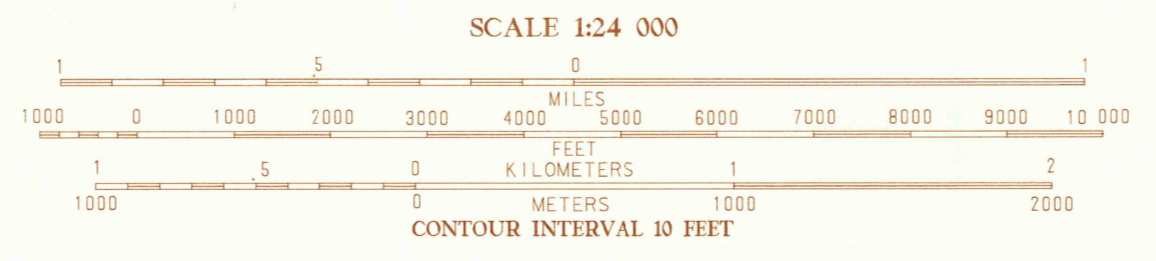 SCALE 1:24 000
1 .5 0 1
MILES
1000 0 1000 2000 3000 4000 5000 6000 7000 8000 9000 10 000
FEET
KILOMETERS
1 .5 0 1 2
1000 0 METERS 1000 2000
CONTOUR INTERVAL 10 FEET